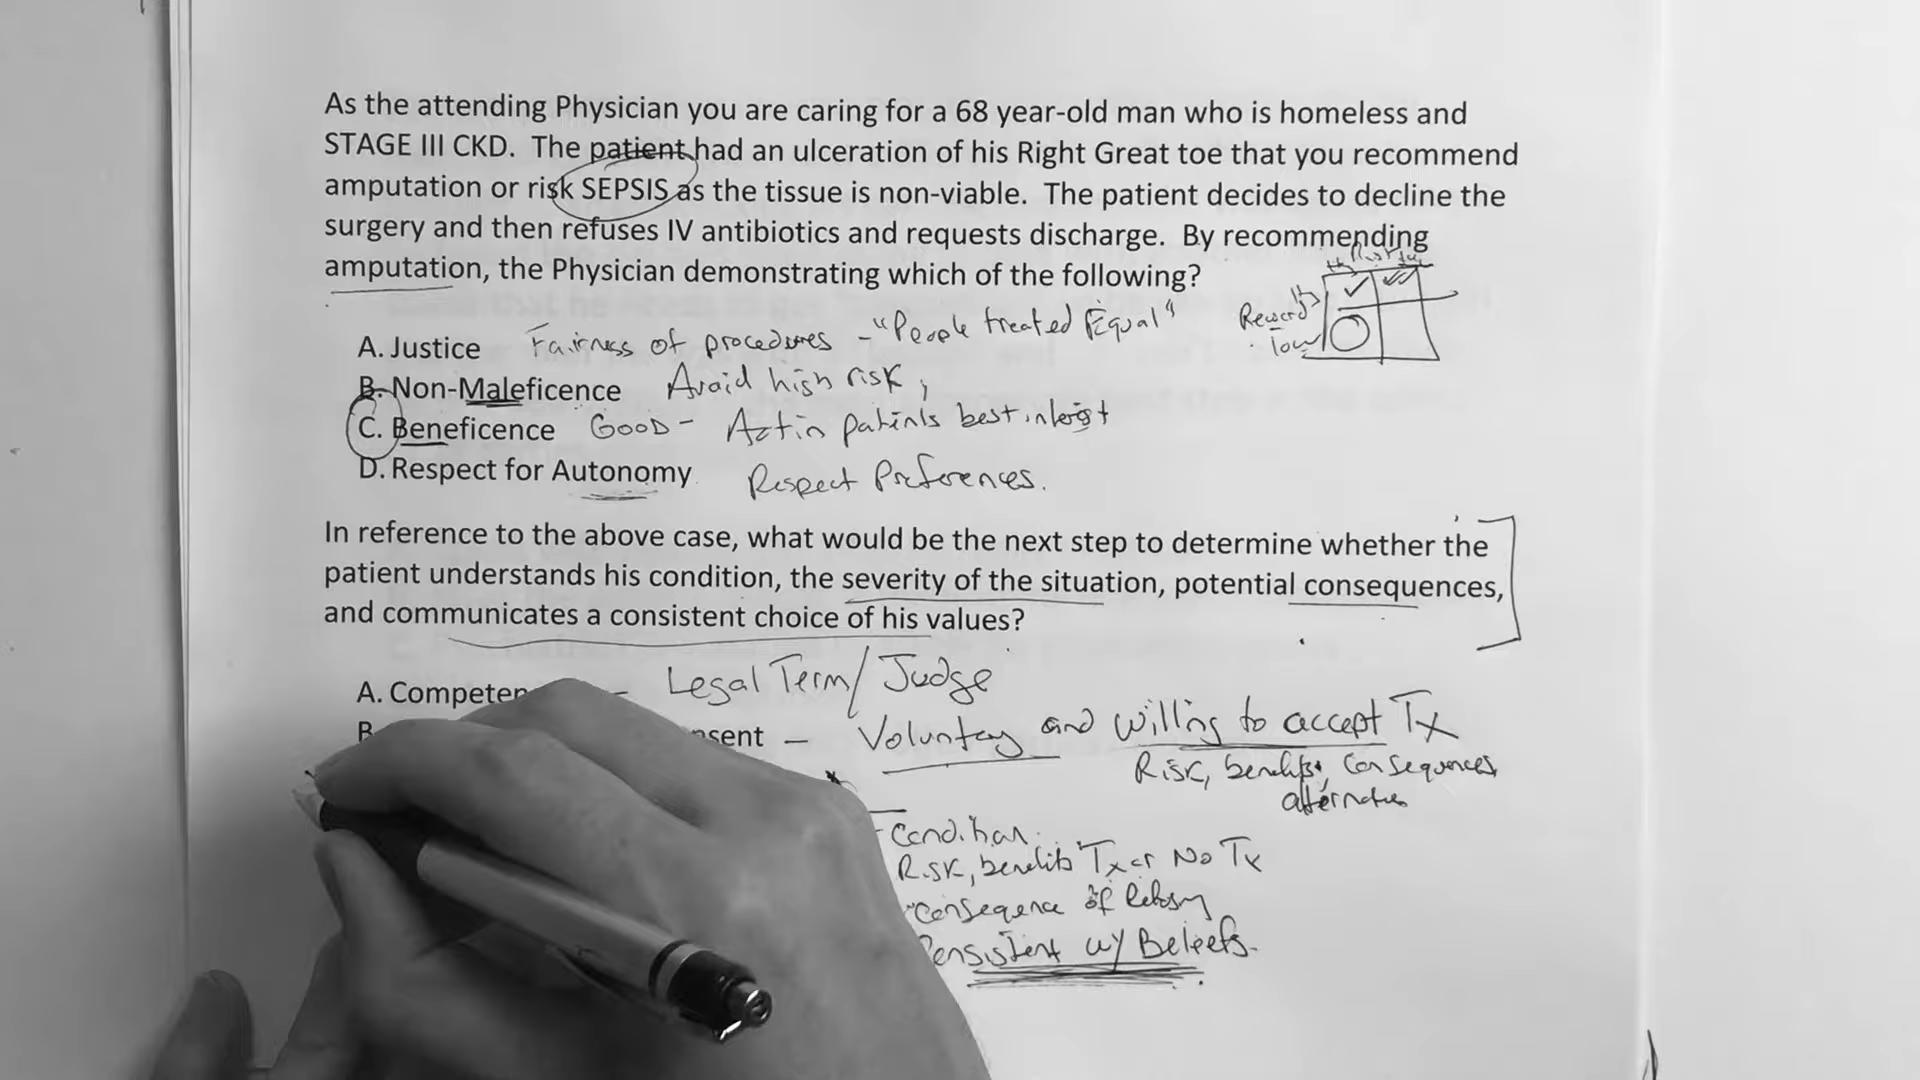 As the attending Physician you are caring for a 68 year-old man who is homeless and
STAGE III CKD. The patient had an ulceration of his Right Great toe that you recommend
amputation or risk SEPSIS as the tissue is non-viable. The patient decides to decline the
surgery and then refuses IV antibiotics and requests discharge. By recommending
amputation, the Physician demonstrating which of the following?
Reward
low
A. Justice Fairness of procedures - "People treated Equal"
B. Non-Maleficence Avoid high risk,
C. Beneficence GOOD - Act in patients best interest
D. Respect for Autonomy Respect Preferences.
In reference to the above case, what would be the next step to determine whether the
patient understands his condition, the severity of the situation, potential consequences,
and communicates a consistent choice of his values?
A. Competen - Legal Term/Judge
B. nsent - Voluntary and willing to accept Tx
Risk, benefits, Consequences
- Condition.
Risk, benefits Tx or No Tx
Consequence of
w/ Beliefs.